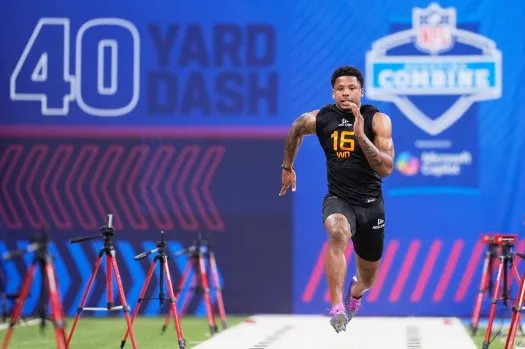 40
YARD
DASH
NFL
COMBINE
16
WO
Microsoft
Copilot